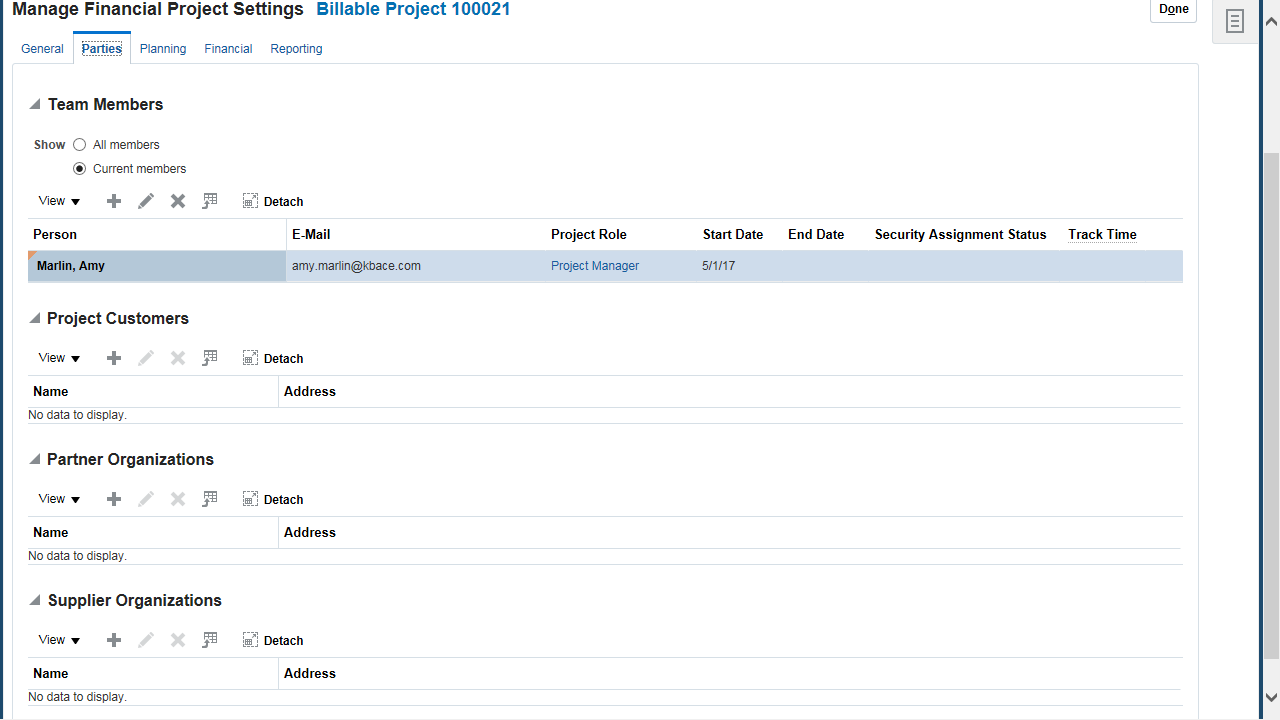 Manage Financial Project Settings Billable Project 100021 Done
General Parties Planning Financial Reporting
Team Members
Show All members
Current members
View Detach
Person E-Mail Project Role Start Date End Date Security Assignment Status Track Time
Marlin, Amy amy.marlin@kbace.com Project Manager 5/1/17
Project Customers
View Detach
Name Address
No data to display.
Partner Organizations
View Detach
Name Address
No data to display.
Supplier Organizations
View Detach
Name Address
No data to display.